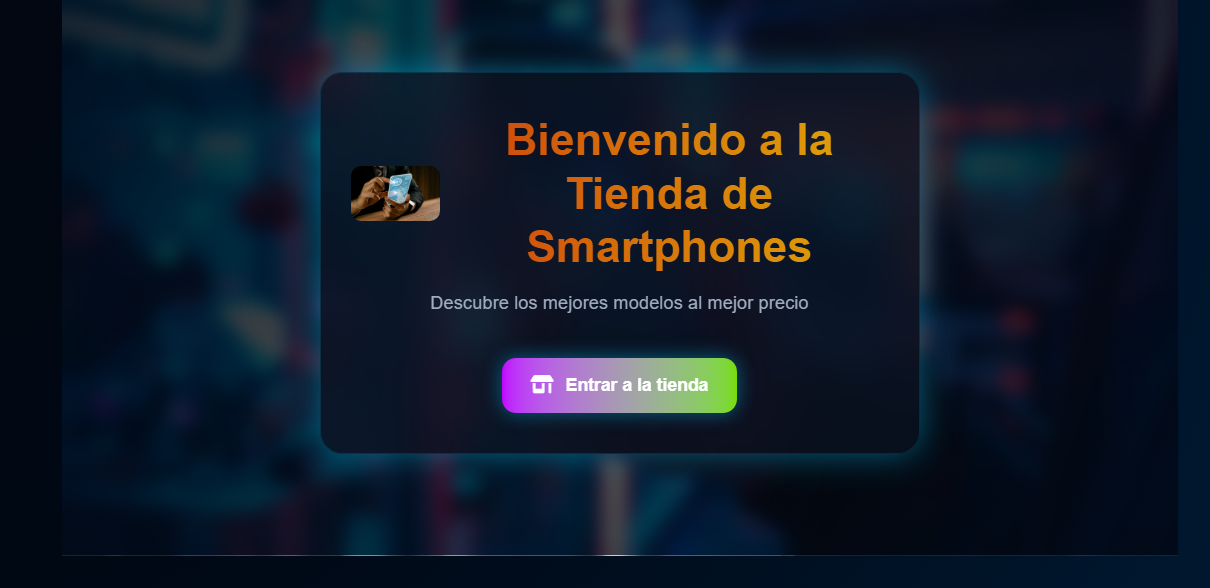 Bienvenido a la
Tienda de
Smartphones
Descubre los mejores modelos al mejor precio
Entrar a la tienda